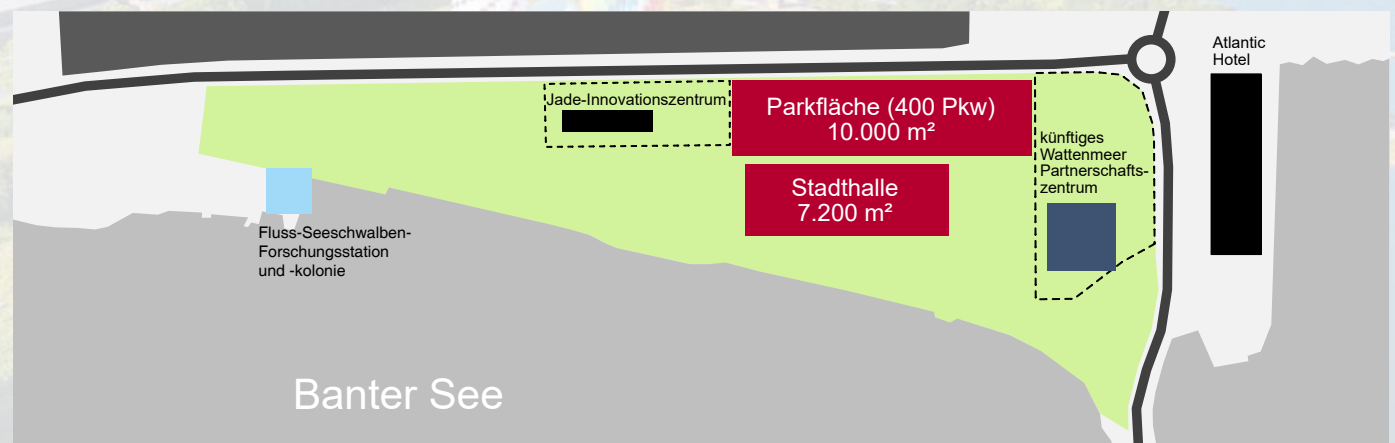 Atlantic
Hotel
Jade-Innovationszentrum
Parkfläche (400 Pkw)
10.000 m²
künftiges
Wattenmeer
Partnerschafts-
zentrum
Stadthalle
7.200 m²
Fluss-Seeschwalben-
Forschungsstation
und -kolonie
Banter See